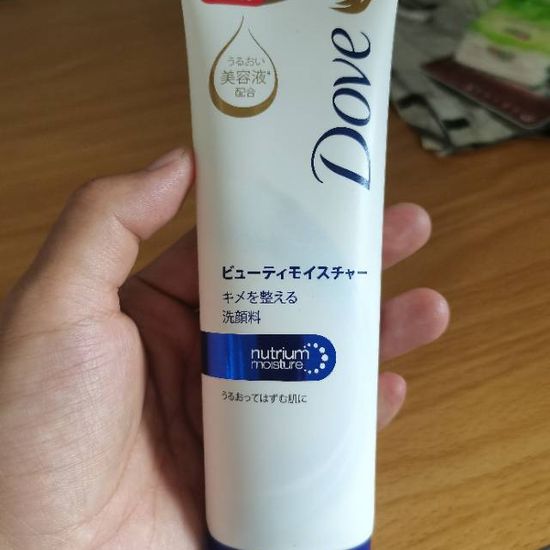 うるおい
美容液*
配合
Dove
ビューティモイスチャー
キメを整える
洗顔料
nutrium
moisture
うるおってはずむ肌に